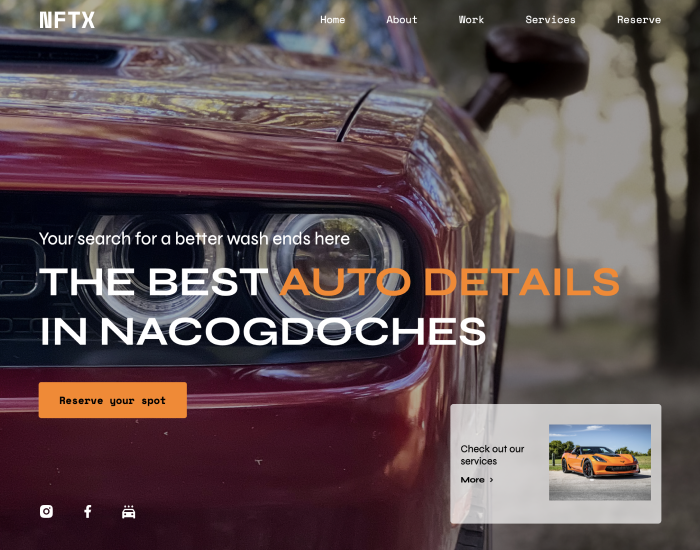 NFTX
Home About Work Services Reserve
Your search for a better wash ends here
THE BEST AUTO DETAILS
IN NACOGDOCHES
Reserve your spot
Check out our
services
More